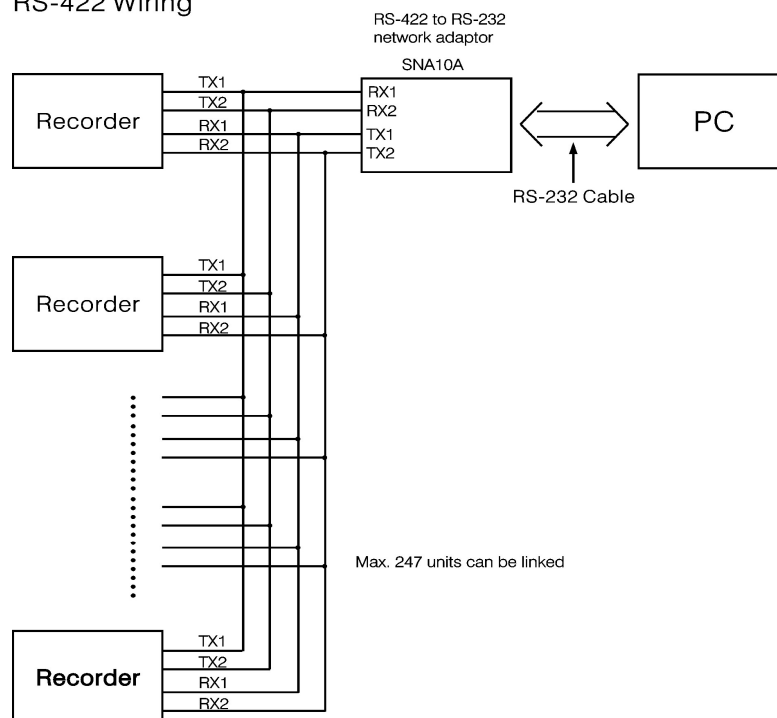 RS-422 Wiring
RS-422 to RS-232
network adaptor
SNA10A
Recorder
TX1
TX2
RX1
RX2
RX1
RX2
TX1
TX2
PC
RS-232 Cable
Recorder
TX1
TX2
RX1
RX2
Max. 247 units can be linked
Recorder
TX1
TX2
RX1
RX2